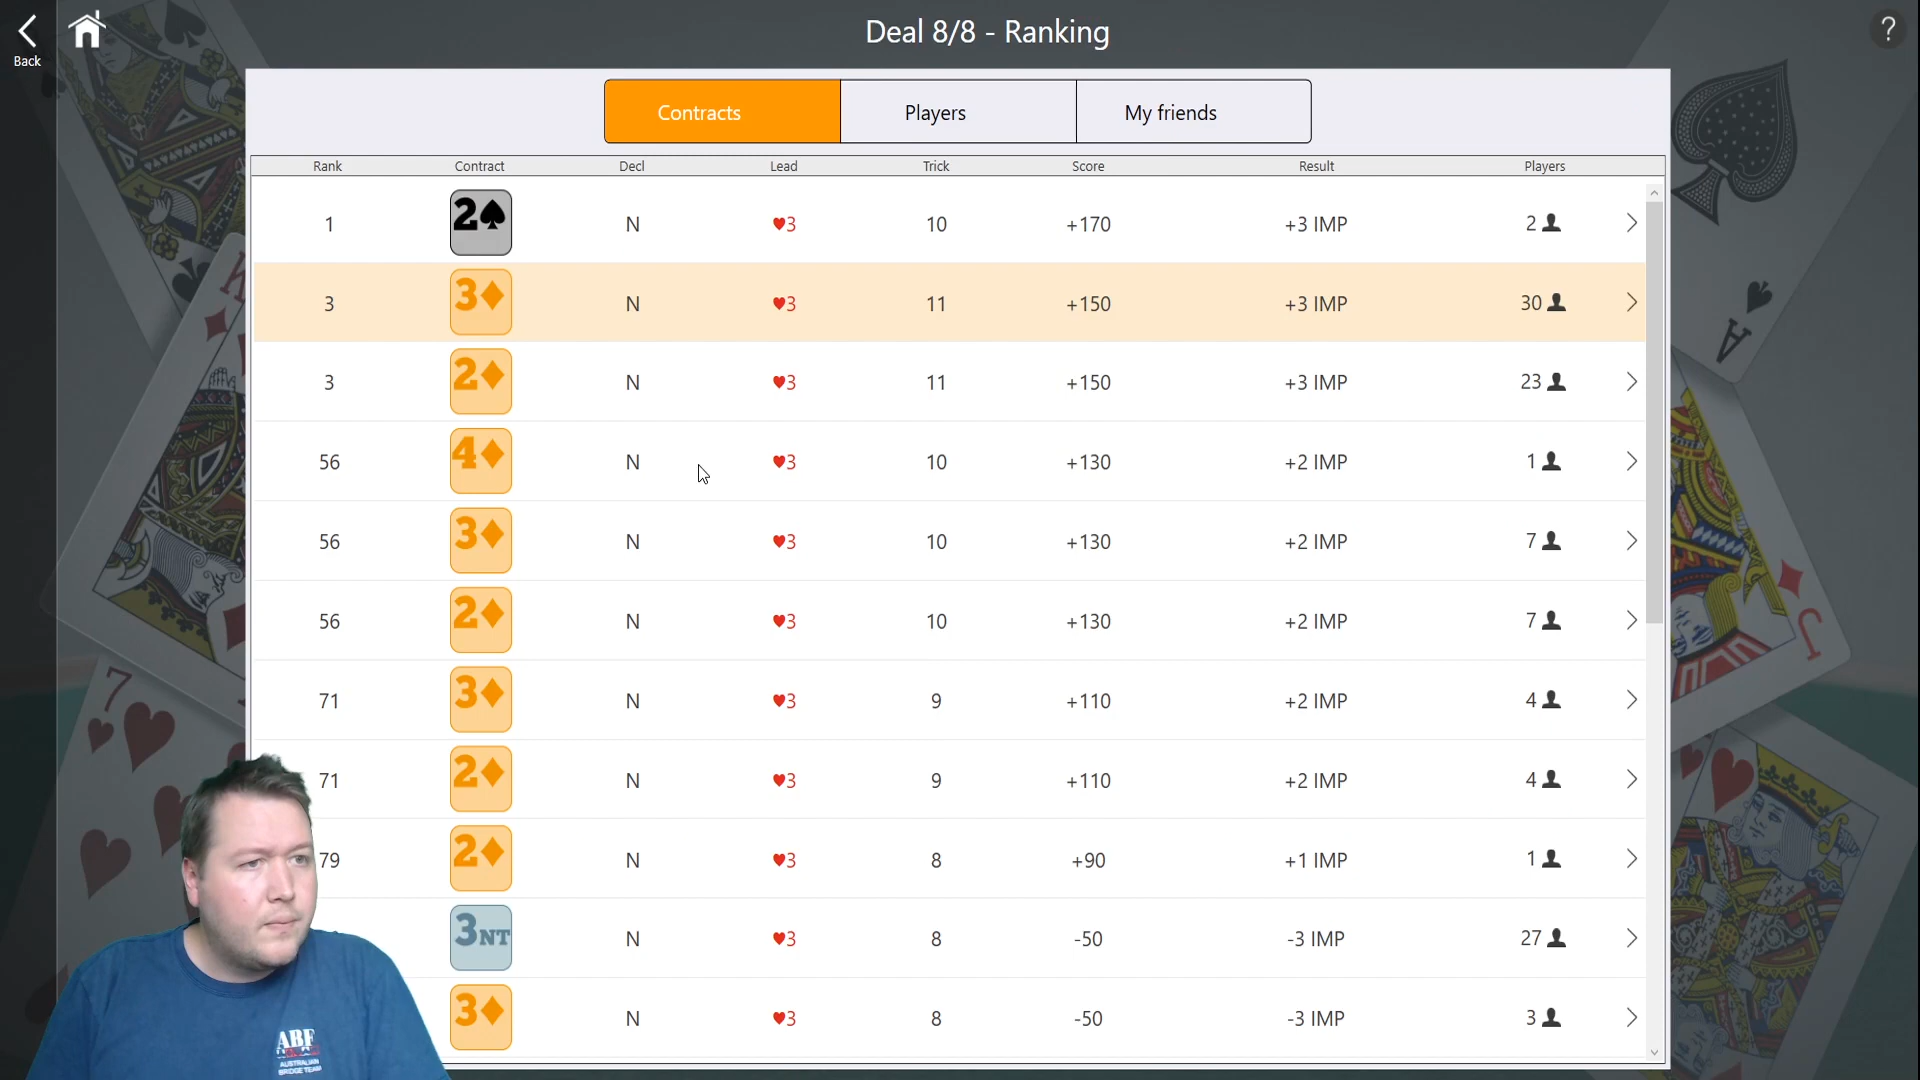 Deal 8/8 - Ranking
?
Back
Contracts Players My friends
Rank Contract Decl Lead Trick Score Result Players
1 2♠ N ♥3 10 +170 +3 IMP 2
3 3♦ N ♥3 11 +150 +3 IMP 30
3 2♦ N ♥3 11 +150 +3 IMP 23
56 4♦ N ♥3 10 +130 +2 IMP 1
56 3♦ N ♥3 10 +130 +2 IMP 7
56 2♦ N ♥3 10 +130 +2 IMP 7
71 3♦ N ♥3 9 +110 +2 IMP 4
71 2♦ N ♥3 9 +110 +2 IMP 4
79 2♦ N ♥3 8 +90 +1 IMP 1
3NT N ♥3 8 -50 -3 IMP 27
3♦ N ♥3 8 -50 -3 IMP 3
K
A
7
J
ABF
AUSTRALIAN
BRIDGE TEAM